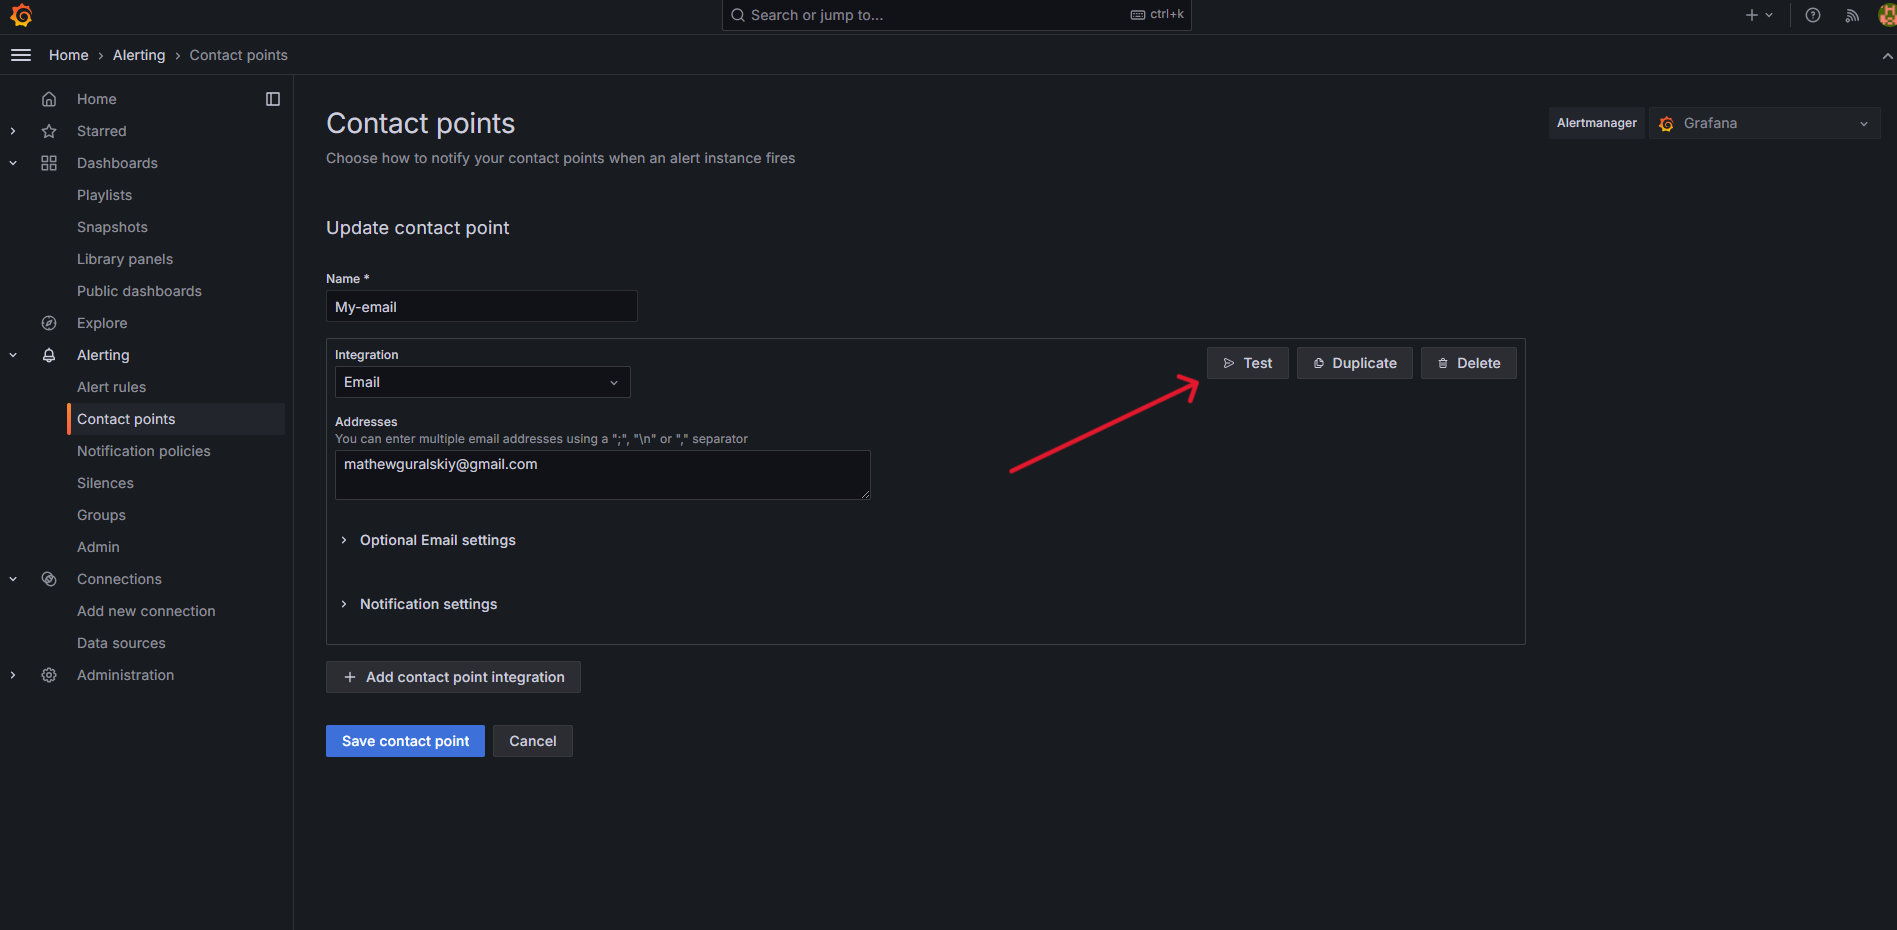 Search or jump to...
ctrl+k
Home › Alerting › Contact points
Home
Starred
Dashboards
Playlists
Snapshots
Library panels
Public dashboards
Explore
Alerting
Alert rules
Contact points
Notification policies
Silences
Groups
Admin
Connections
Add new connection
Data sources
Administration
Contact points
Choose how to notify your contact points when an alert instance fires
Alertmanager
Grafana
Update contact point
Name *
My-email
Integration
Email
Test
Duplicate
Delete
Addresses
You can enter multiple email addresses using a ";", "\n" or "," separator
mathewguralskiy@gmail.com
Optional Email settings
Notification settings
Add contact point integration
Save contact point
Cancel